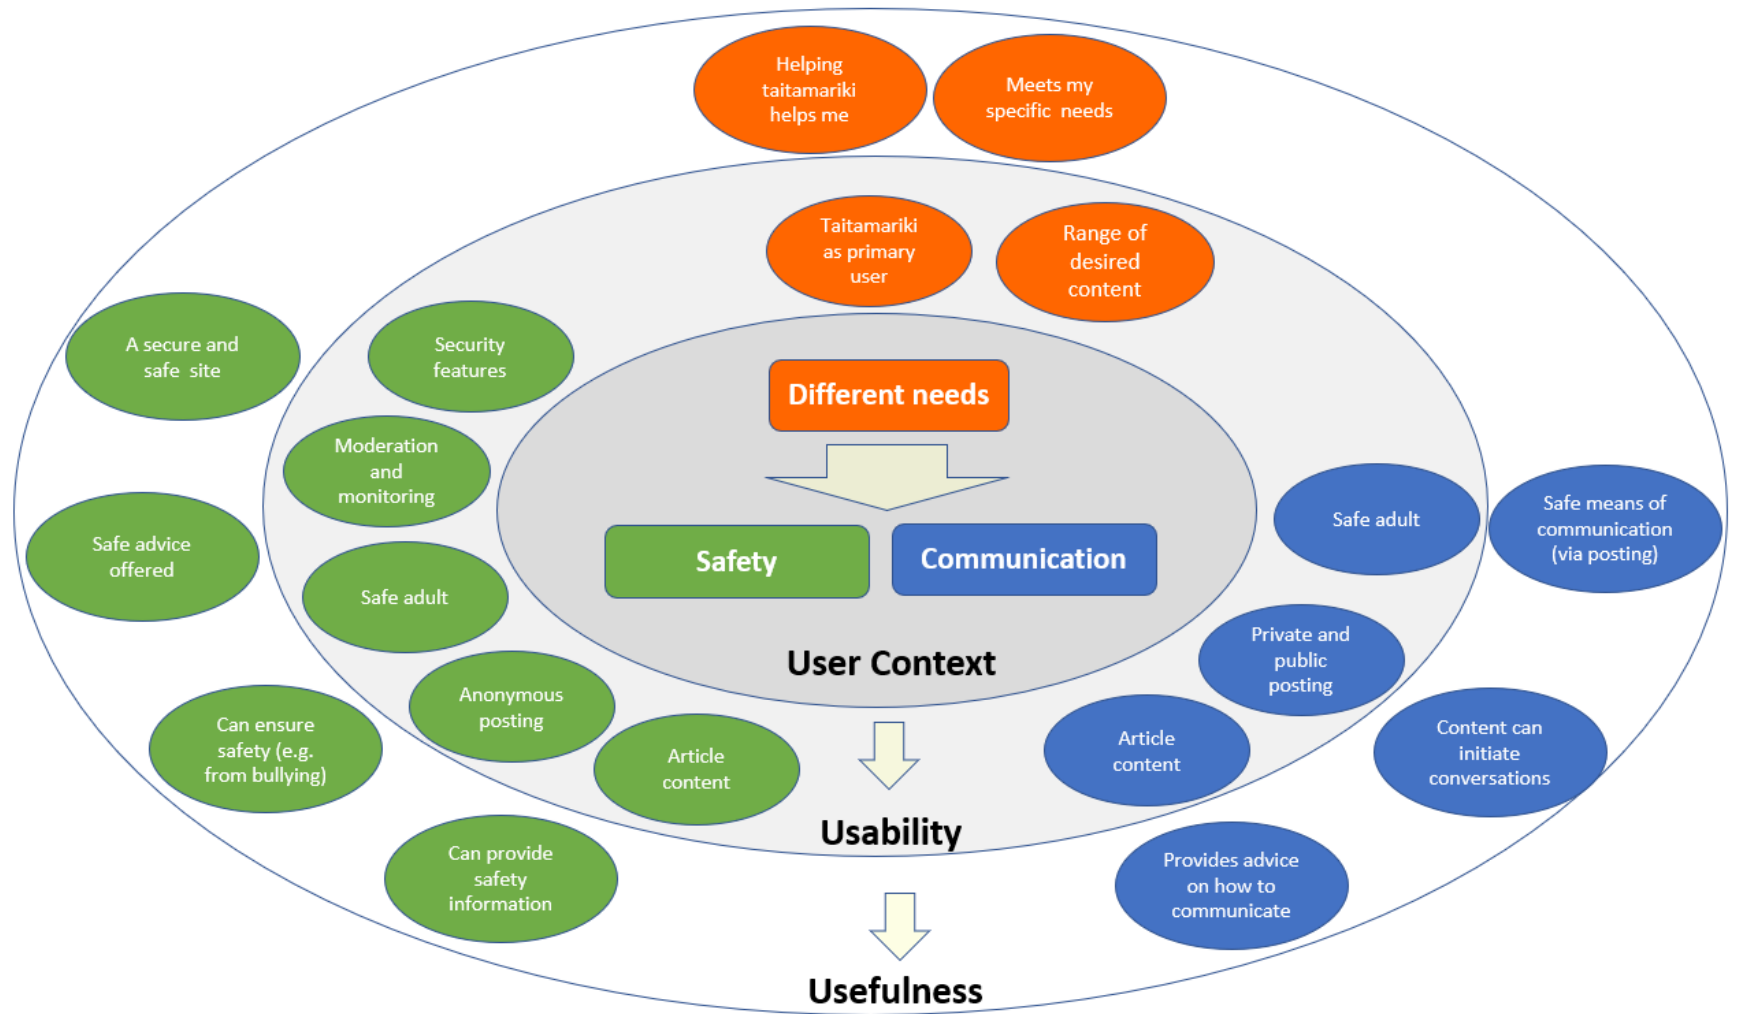 Helping
taitamariki
helps me
Meets my
specific needs
Taitamariki
as primary
user
Range of
desired
content
A secure and
safe site
Security
features
Different needs
Moderation
and
monitoring
Safe adult
Safe means of
communication
(via posting)
Safe advice
offered
Safety
Communication
Safe adult
User Context
Private and
public
posting
Anonymous
posting
Can ensure
safety (e.g.
from bullying)
Article
content
Article
content
Content can
initiate
conversations
Usability
Can provide
safety
information
Provides advice
on how to
communicate
Usefulness